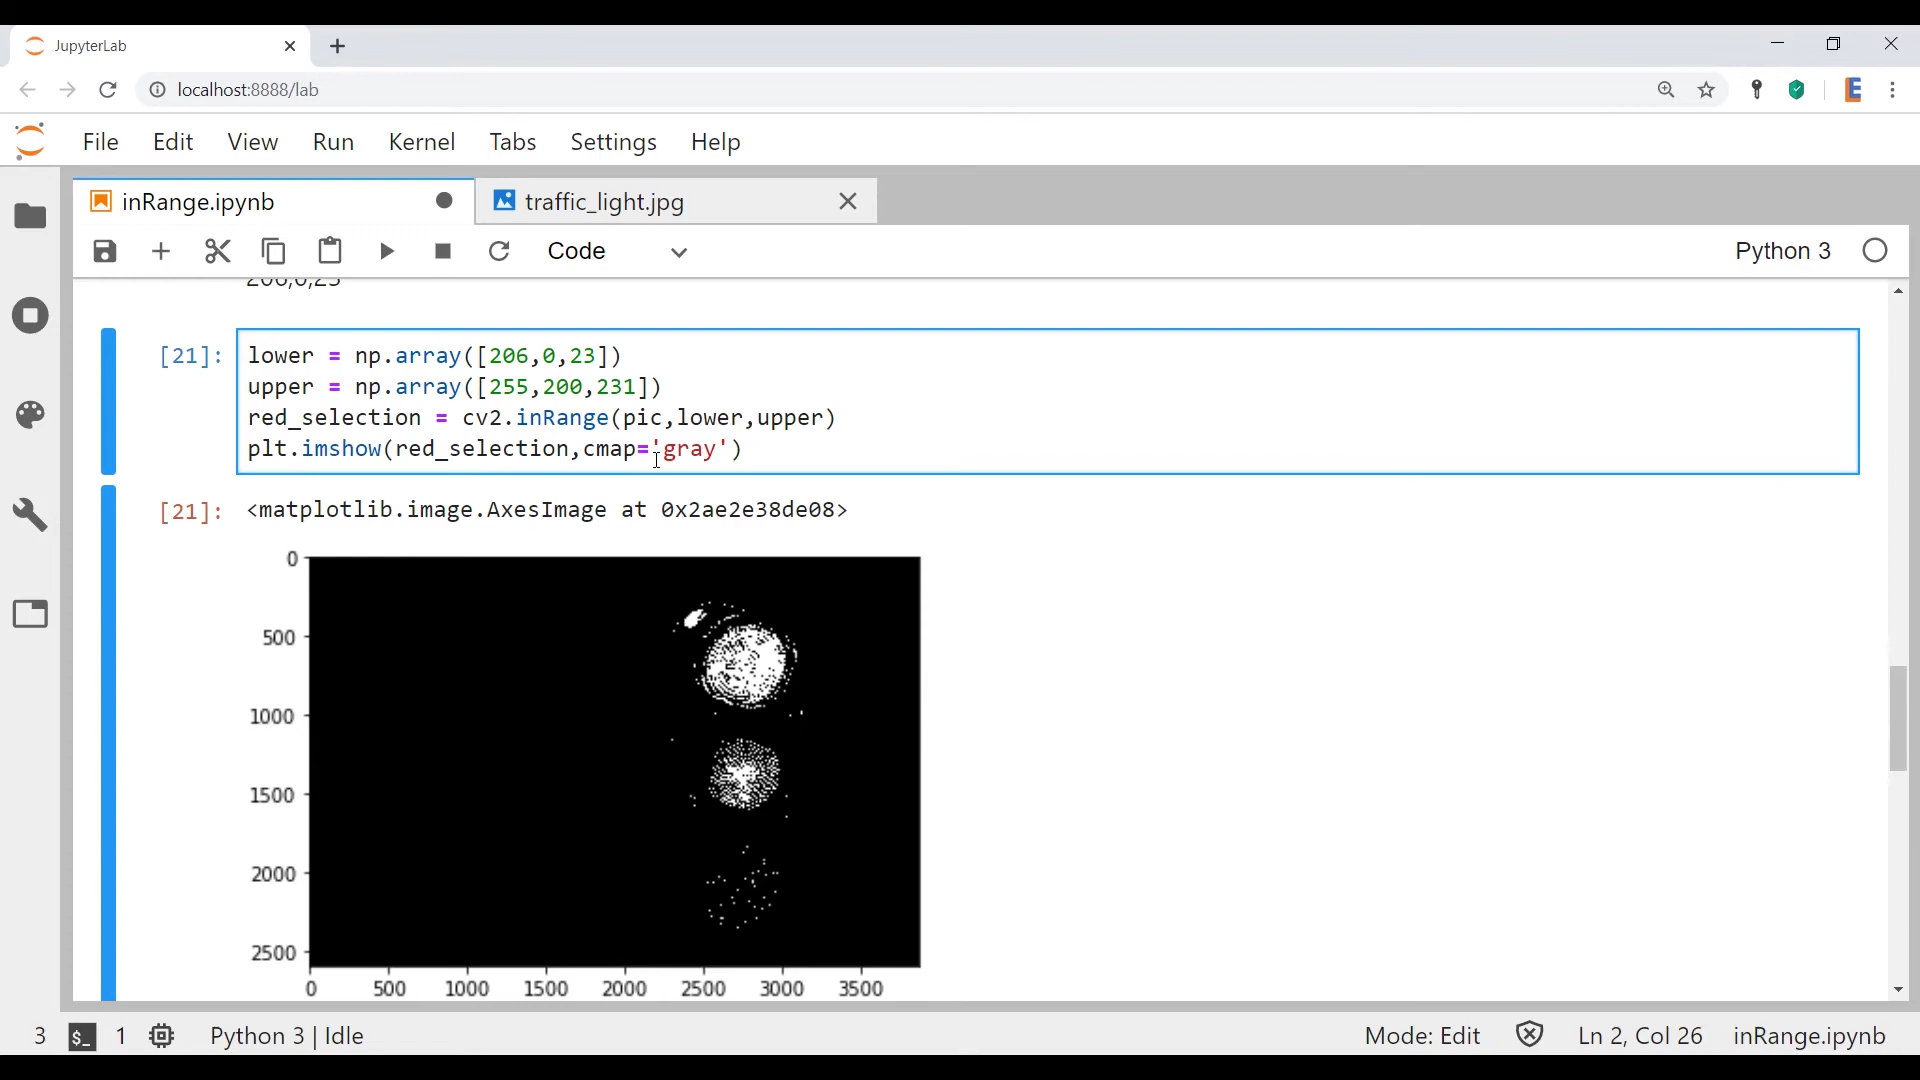 JupyterLab
localhost:8888/lab
File Edit View Run Kernel Tabs Settings Help
inRange.ipynb traffic_light.jpg
Code Python 3
206,0,23
[21]: lower = np.array([206,0,23])
upper = np.array([255,200,231])
red_selection = cv2.inRange(pic,lower,upper)
plt.imshow(red_selection,cmap='gray')
[21]: <matplotlib.image.AxesImage at 0x2ae2e38de08>
0
500
1000
1500
2000
2500
0 500 1000 1500 2000 2500 3000 3500
3 $_ 1 Python 3 | Idle Mode: Edit Ln 2, Col 26 inRange.ipynb